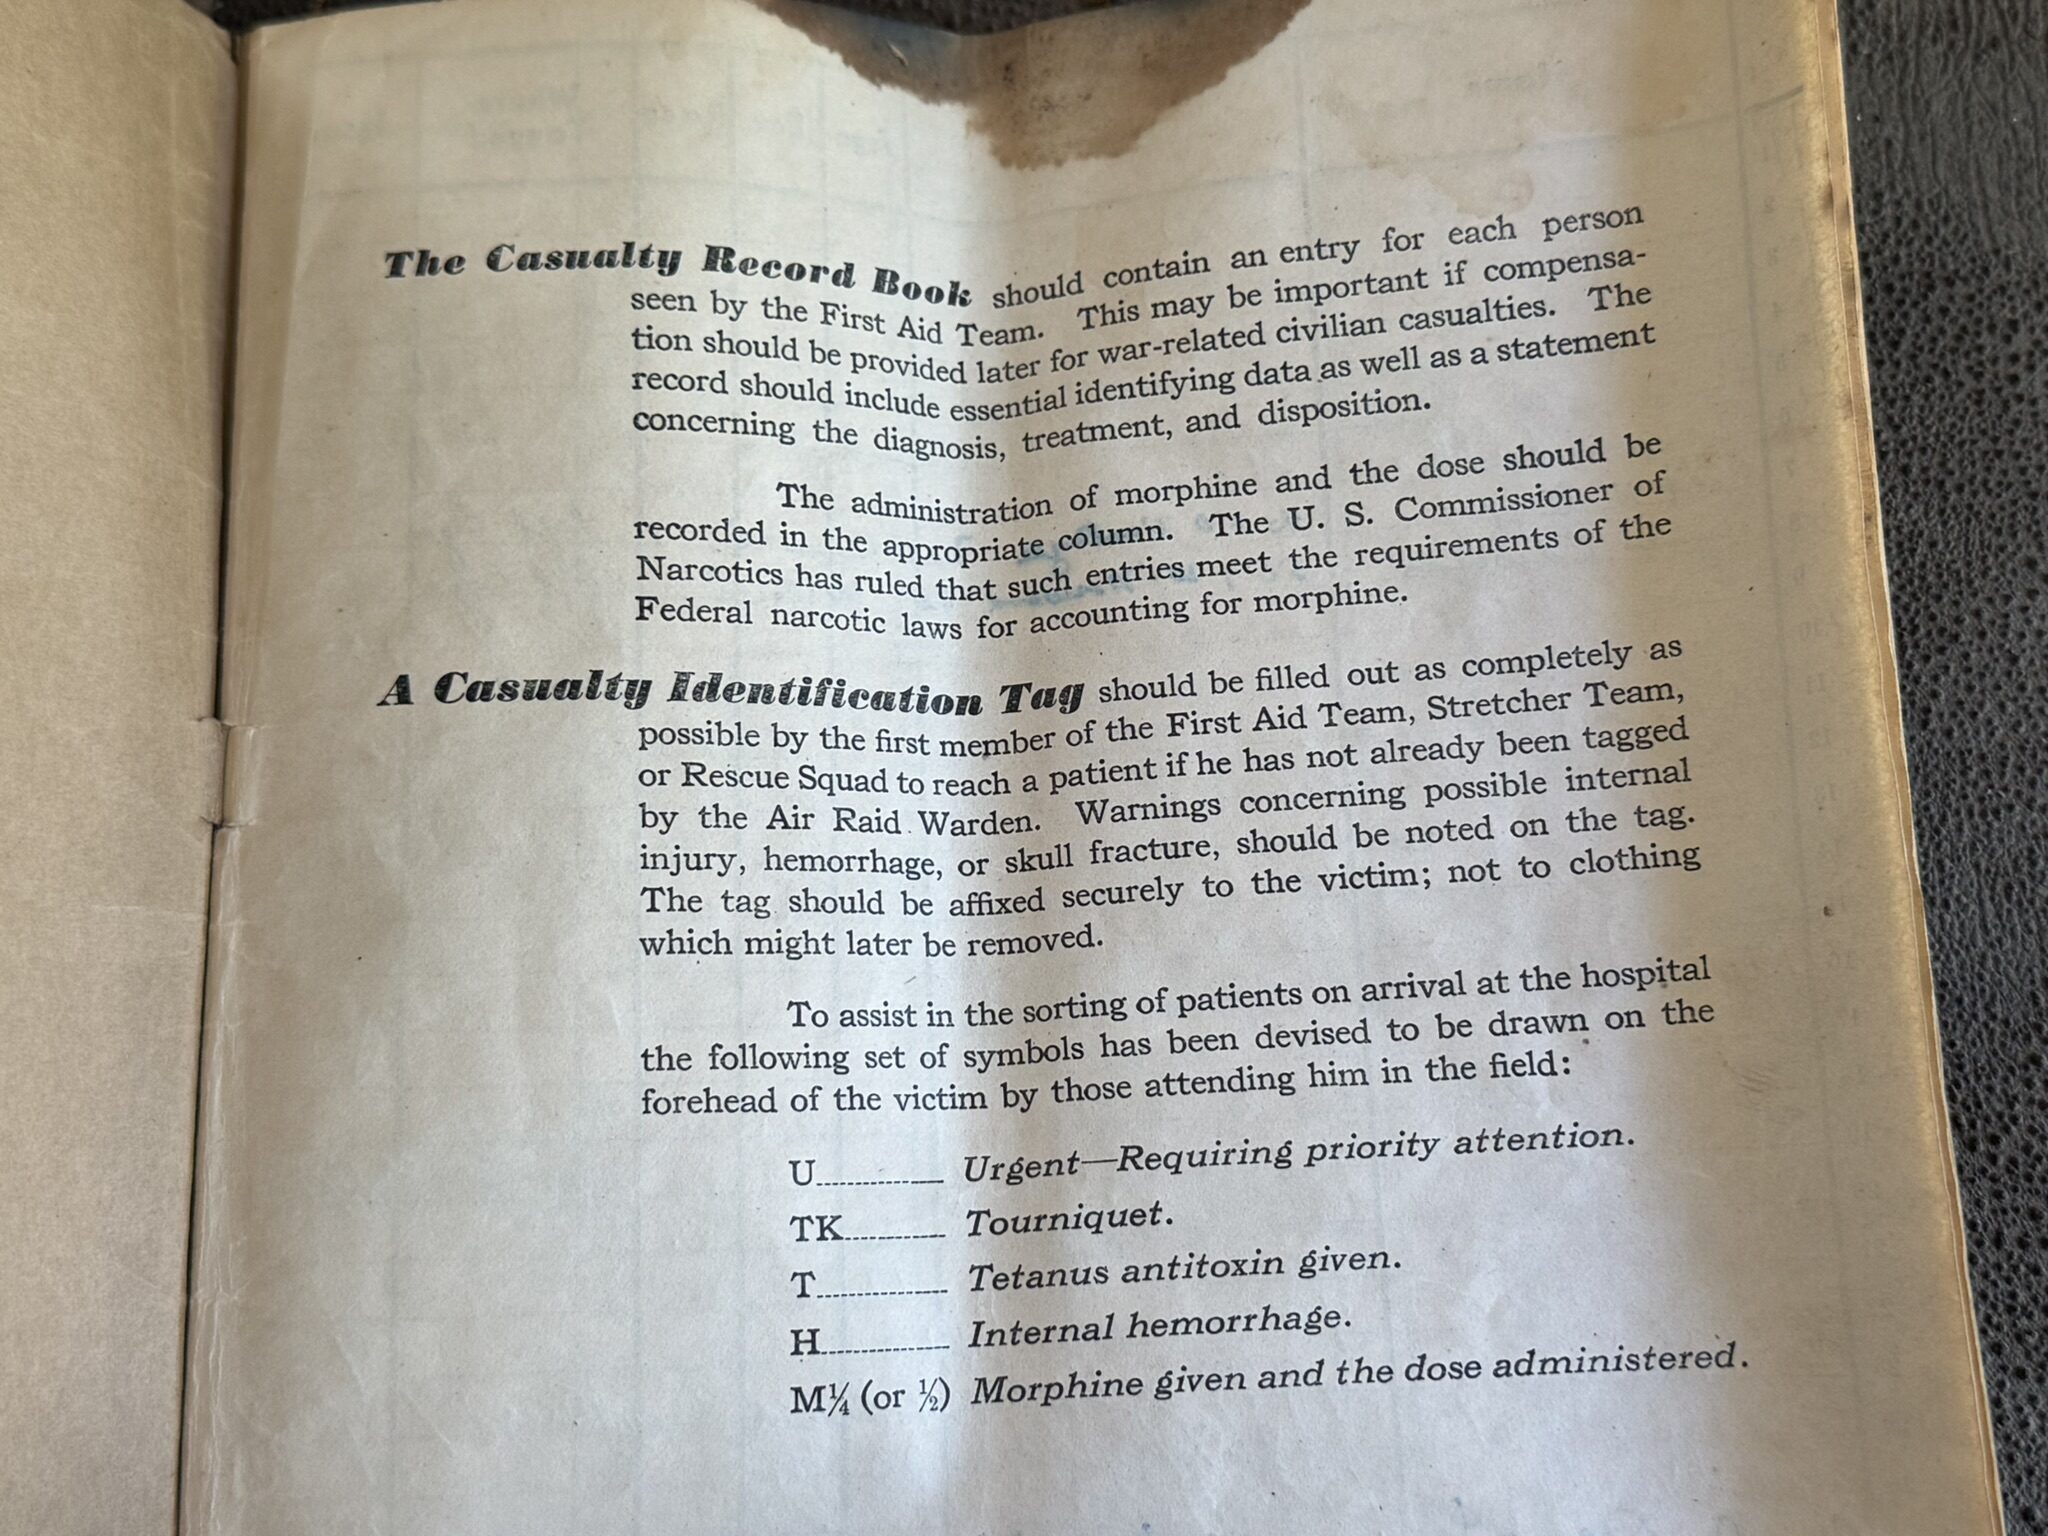 The Casualty Record Book should contain an entry for each person
seen by the First Aid Team. This may be important if compensa-
tion should be provided later for war-related civilian casualties. The
record should include essential identifying data as well as a statement
concerning the diagnosis, treatment, and disposition.
The administration of morphine and the dose should be
recorded in the appropriate column. The U. S. Commissioner of
Narcotics has ruled that such entries meet the requirements of the
Federal narcotic laws for accounting for morphine.
A Casualty Identification Tag should be filled out as completely as
possible by the first member of the First Aid Team, Stretcher Team,
or Rescue Squad to reach a patient if he has not already been tagged
by the Air Raid Warden. Warnings concerning possible internal
injury, hemorrhage, or skull fracture, should be noted on the tag.
The tag should be affixed securely to the victim; not to clothing
which might later be removed.
To assist in the sorting of patients on arrival at the hospital
the following set of symbols has been devised to be drawn on the
forehead of the victim by those attending him in the field:
U................ Urgent—Requiring priority attention.
TK............ Tourniquet.
T................ Tetanus antitoxin given.
H................ Internal hemorrhage.
M¼ (or ½) Morphine given and the dose administered.